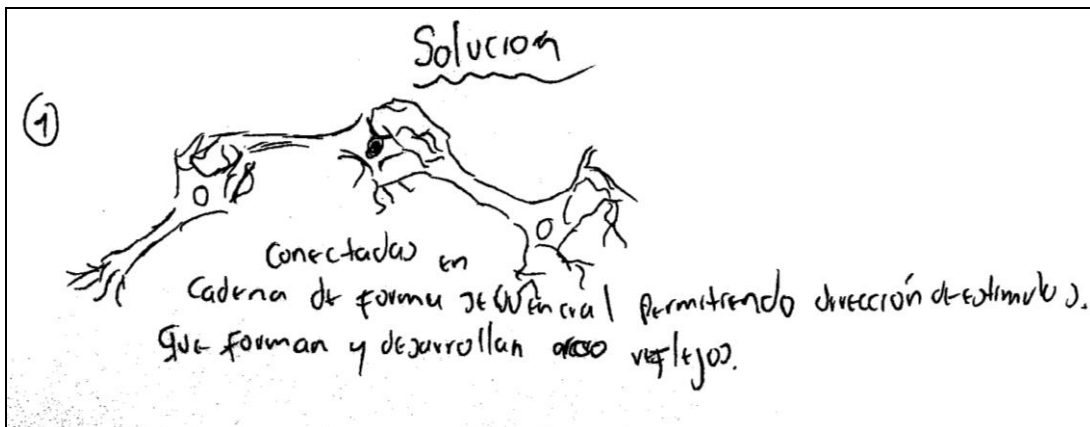 Solucion
1
Conectadas en
Cadena de forma secuencial permitiendo dirección de estimulos.
que forman y desarrollan arco reflejos.